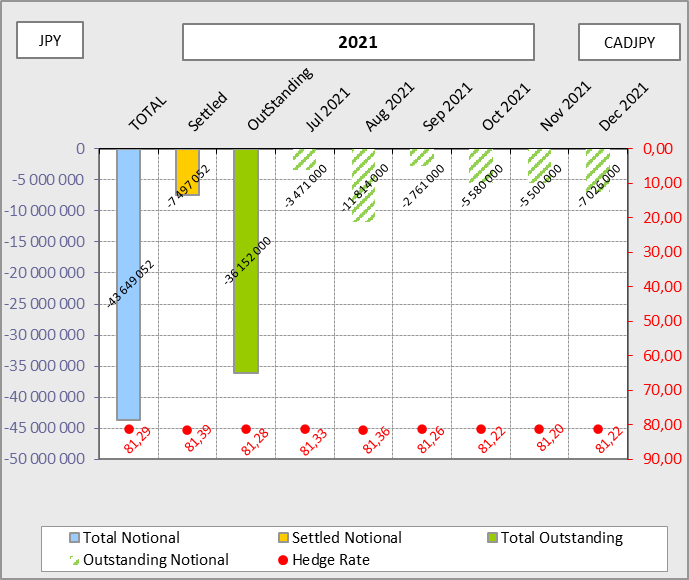 JPY
2021
CADJPY
TOTAL
Settled
OutStanding
Jul 2021
Aug 2021
Sep 2021
Oct 2021
Nov 2021
Dec 2021
0
-5 000 000
-10 000 000
-15 000 000
-20 000 000
-25 000 000
-30 000 000
-35 000 000
-40 000 000
-45 000 000
-50 000 000
-43 649 052
-7 497 052
-36 152 000
-3 471 000
-11 814 000
-2 761 000
-5 580 000
-5 500 000
-7 026 000
81,29
81,39
81,28
81,33
81,36
81,26
81,22
81,20
81,22
0,00
10,00
20,00
30,00
40,00
50,00
60,00
70,00
80,00
90,00
Total Notional
Settled Notional
Total Outstanding
Outstanding Notional
Hedge Rate